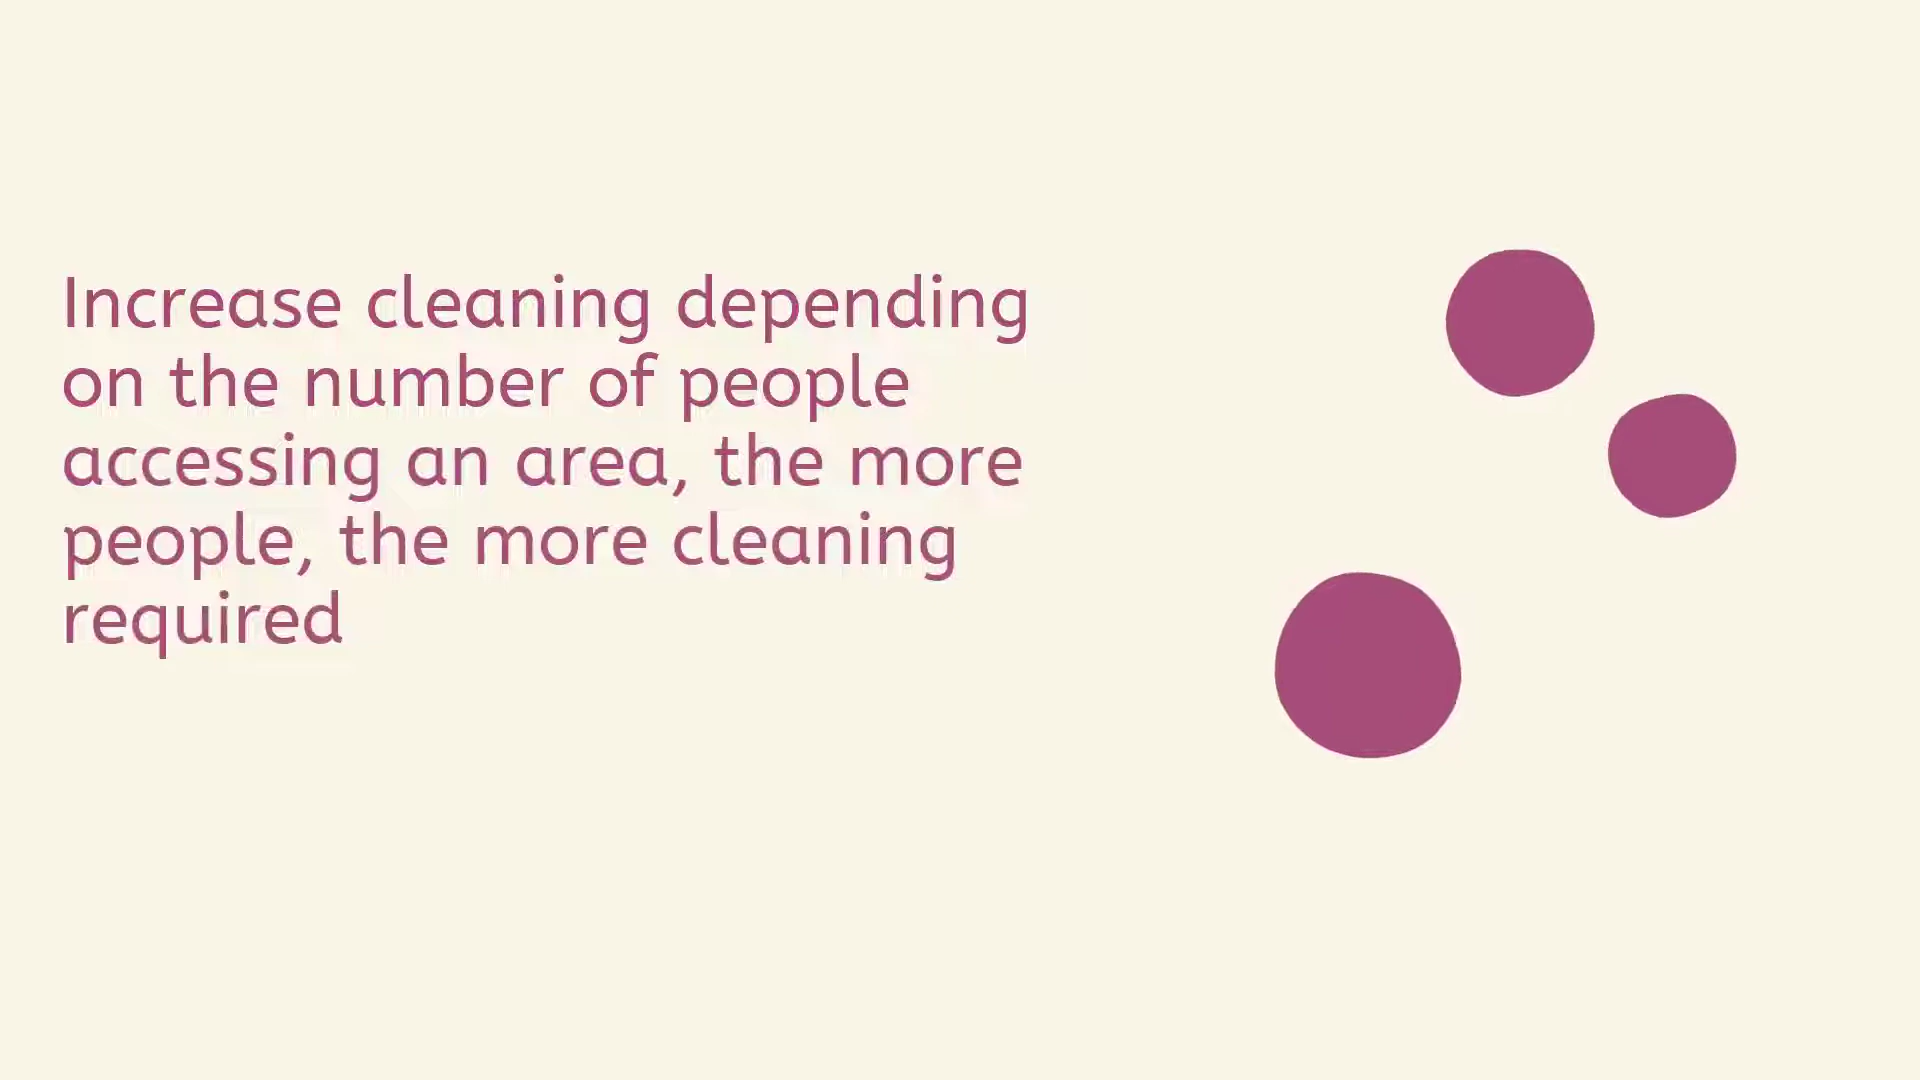 Increase cleaning depending
on the number of people
accessing an area, the more
people, the more cleaning
required